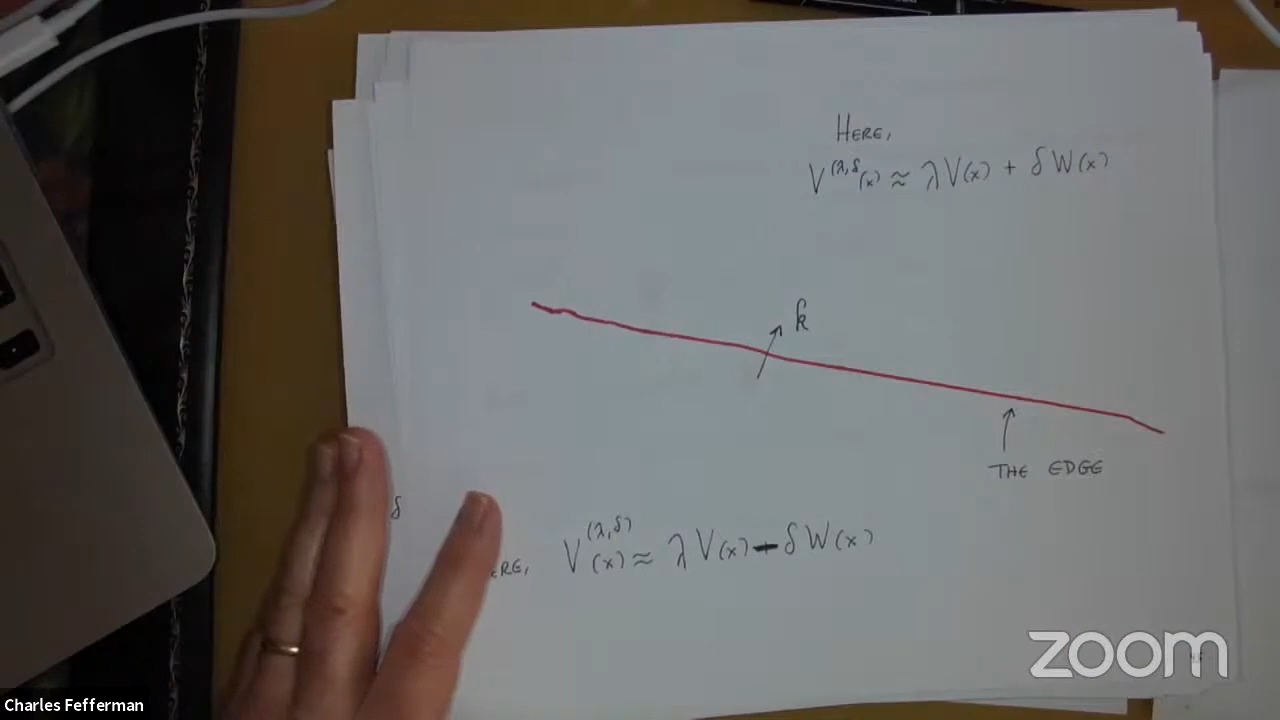 HERE,
V^(λ,δ(x) ≈ λV(x) + δW(x)
k
THE EDGE
δ
V^(λ,δ)(x) ≈ λV(x) - δW(x)
zoom
Charles Fefferman